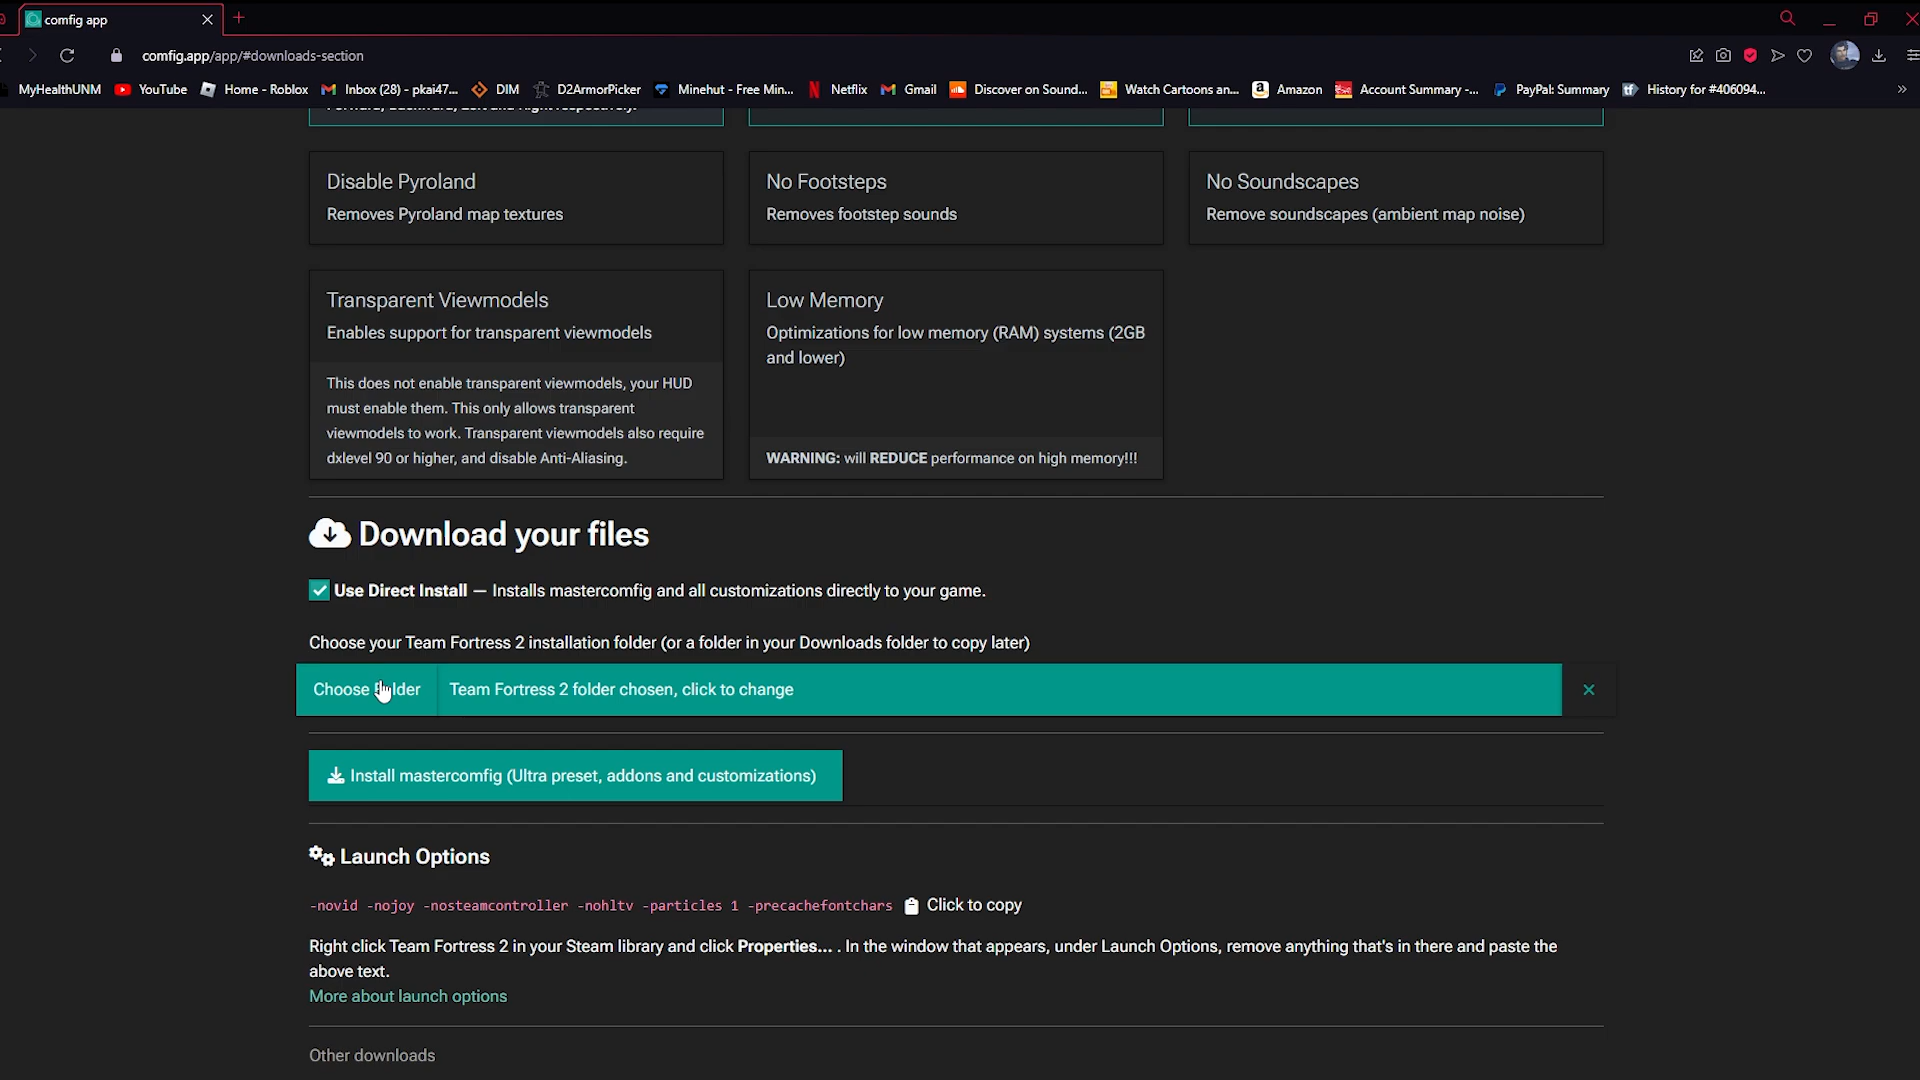 comfig app
comfig.app/app/#downloads-section
MyHealthUNM YouTube Home - Roblox Inbox (28) - pkai47... DIM D2ArmorPicker Minehut - Free Min... Netflix Gmail Discover on Sound... Watch Cartoons an... Amazon Account Summary -... PayPal: Summary History for #406094...
Disable Pyroland
Removes Pyroland map textures
No Footsteps
Removes footstep sounds
No Soundscapes
Remove soundscapes (ambient map noise)
Transparent Viewmodels
Enables support for transparent viewmodels
This does not enable transparent viewmodels, your HUD
must enable them. This only allows transparent
viewmodels to work. Transparent viewmodels also require
dxlevel 90 or higher, and disable Anti-Aliasing.
Low Memory
Optimizations for low memory (RAM) systems (2GB
and lower)
WARNING: will REDUCE performance on high memory!!!
Download your files
Use Direct Install — Installs mastercomfig and all customizations directly to your game.
Choose your Team Fortress 2 installation folder (or a folder in your Downloads folder to copy later)
Choose Folder Team Fortress 2 folder chosen, click to change
Install mastercomfig (Ultra preset, addons and customizations)
Launch Options
-novid -nojoy -nosteamcontroller -nohltv -particles 1 -precachefontchars Click to copy
Right click Team Fortress 2 in your Steam library and click Properties... . In the window that appears, under Launch Options, remove anything that's in there and paste the
above text.
More about launch options
Other downloads